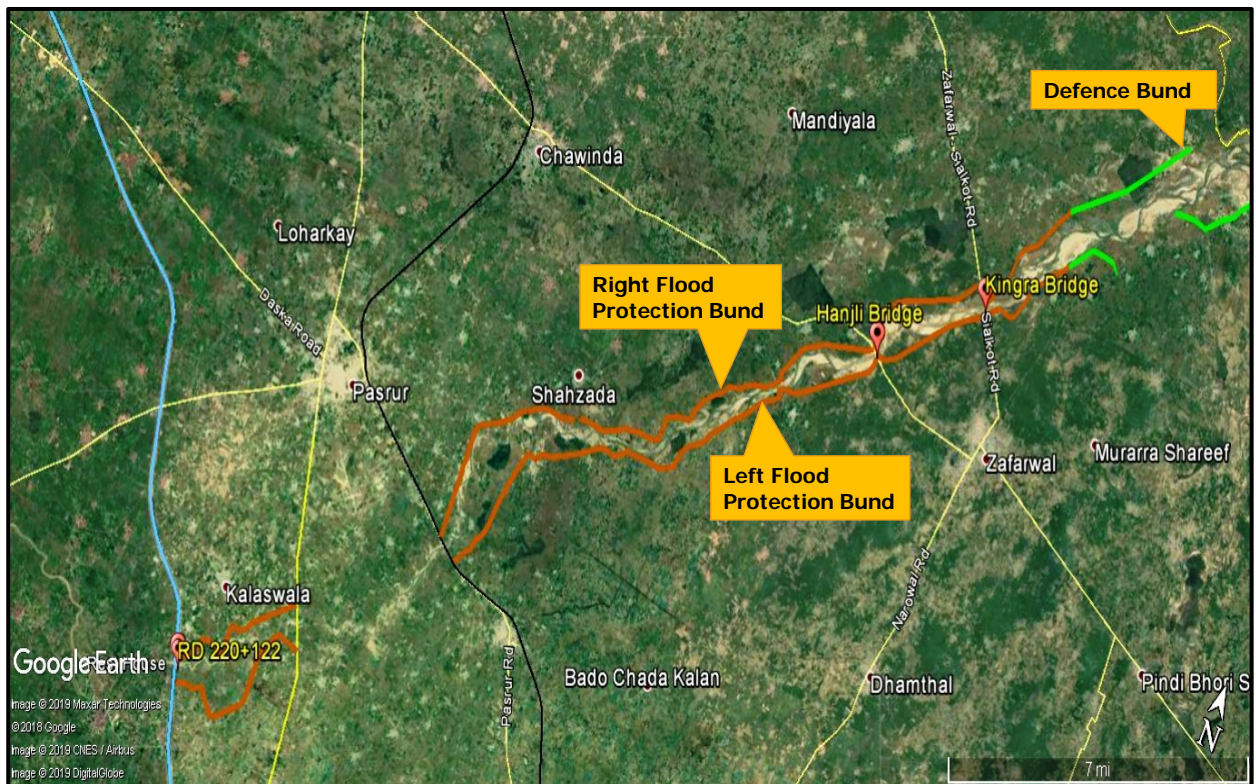 Defence Bund
Mandiyala
Chawinda
Zafarwal - Sialkot Rd
Loharkay
Right Flood
Protection Bund
Kingra Bridge
Hanjli Bridge
Daska Road
Sialkot Rd
Shahzada
Pasrur
Murarra Shareef
Zafarwal
Left Flood
Protection Bund
Narowal Rd
Kalaswala
RD 220+122
Google Earth
Pasrur Rd
Bado Chada Kalan
Dhamthal
Pindi Bhori S
Image © 2019 Maxar Technologies
© 2018 Google
Image © 2019 CNES / Airbus
Image © 2019 DigitalGlobe
N
7 mi